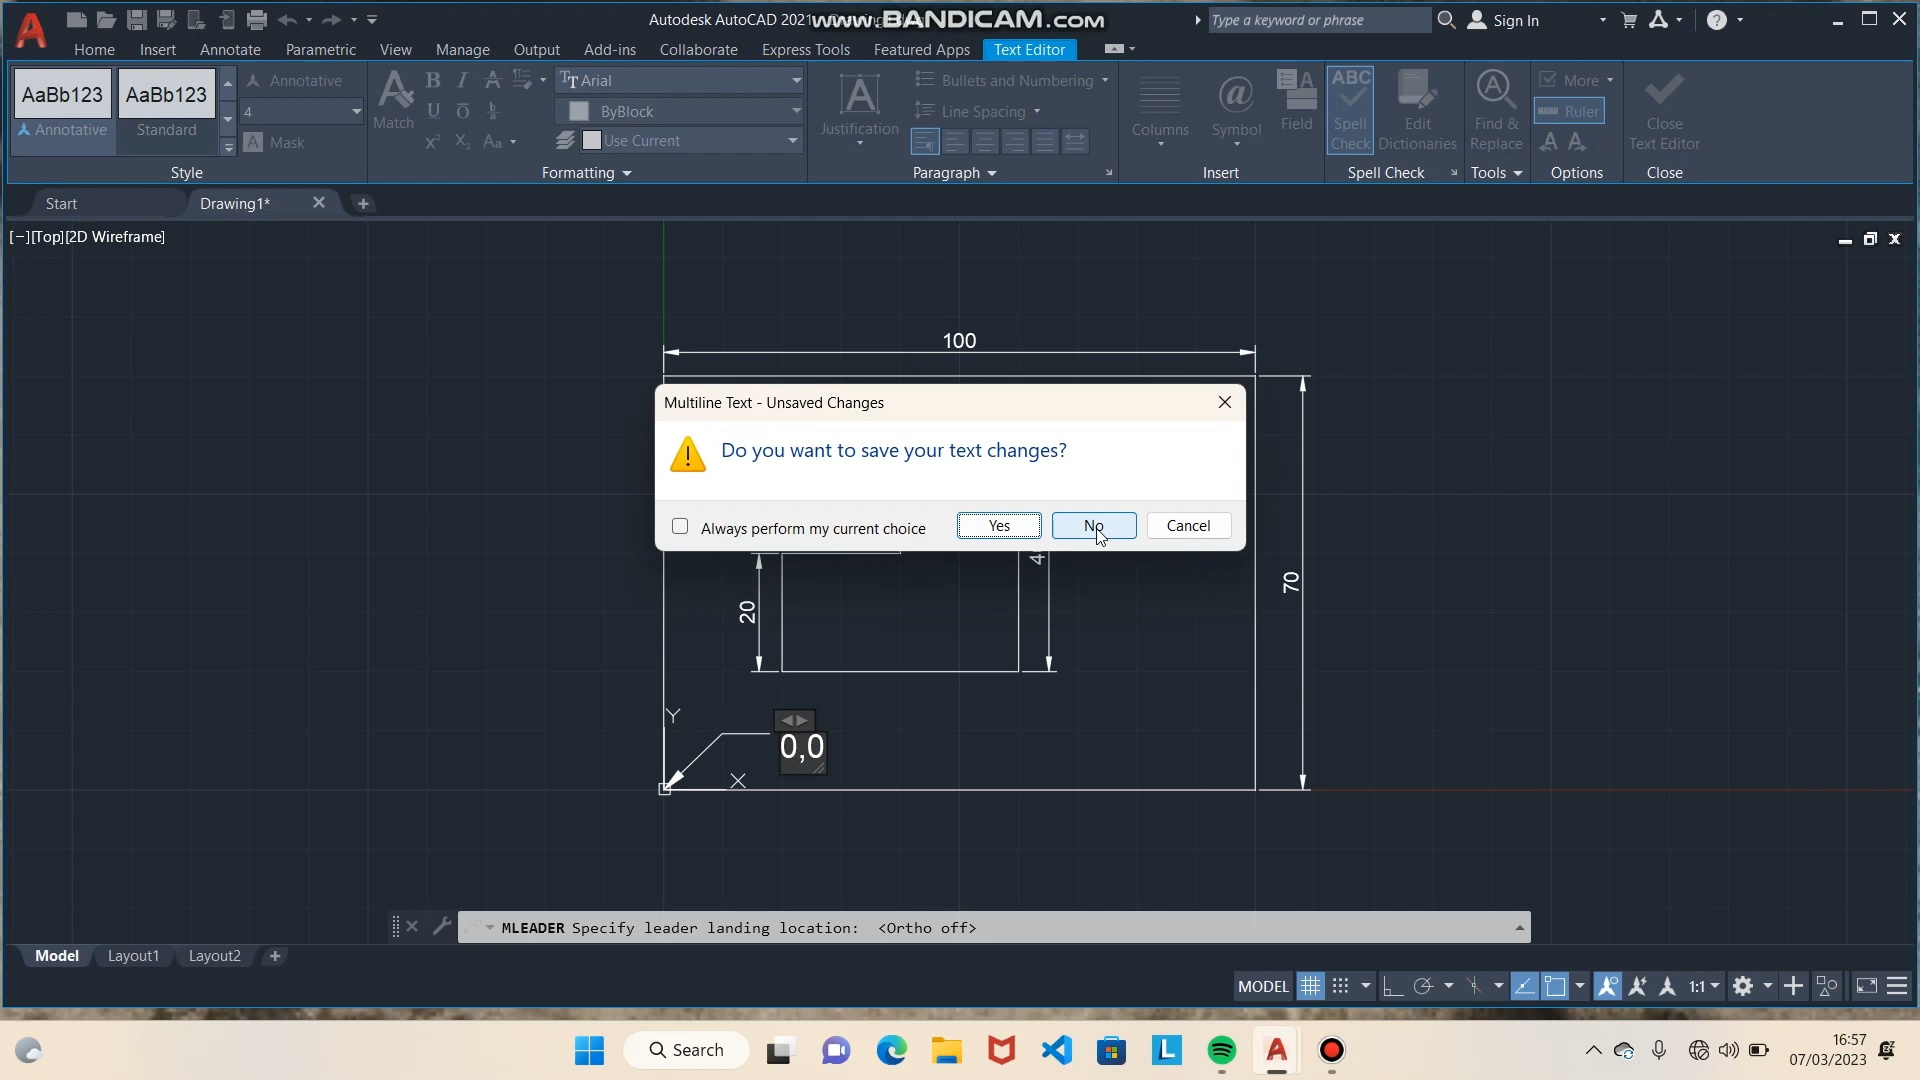 Autodesk AutoCAD 2021
www.BANDICAM.com
Type a keyword or phrase
Sign In
Home Insert Annotate Parametric View Manage Output Add-ins Collaborate Express Tools Featured Apps Text Editor
AaBb123
Annotative
AaBb123
Standard
Annotative
4
Mask
Style
Match
Arial
ByBlock
Use Current
Formatting
Justification
Bullets and Numbering
Line Spacing
Paragraph
Columns
Symbol
Field
Insert
ABC
Spell Check
Edit Dictionaries
Spell Check
Find & Replace
Tools
More
Ruler
Options
Close Text Editor
Close
Start
Drawing1*
[−][Top][2D Wireframe]
100
Multiline Text - Unsaved Changes
Do you want to save your text changes?
Always perform my current choice
Yes
No
Cancel
20
70
Y
0,0
X
MLEADER Specify leader landing location: <Ortho off>
Model Layout1 Layout2
MODEL
1:1
Search
16:57
07/03/2023